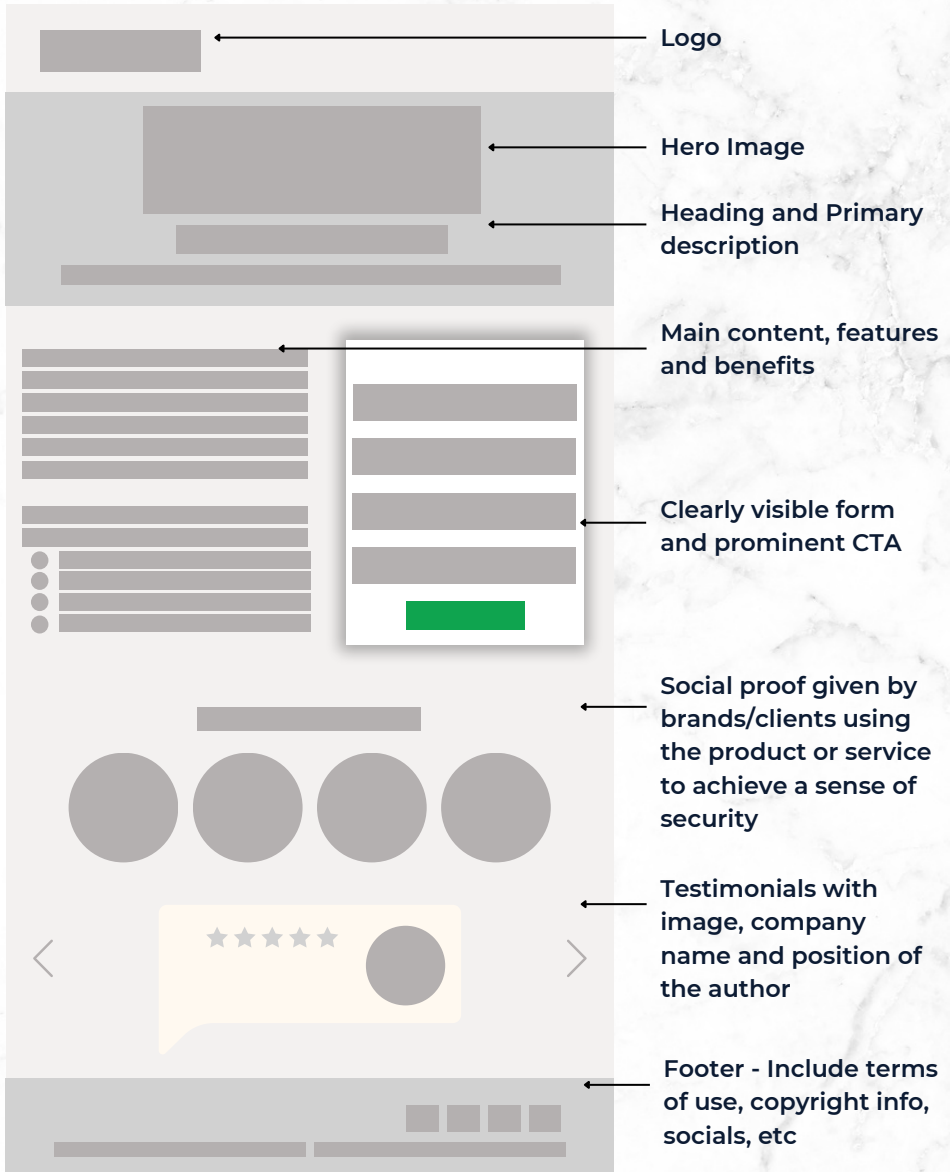 Logo
Hero Image
Heading and Primary
description
Main content, features
and benefits
Clearly visible form
and prominent CTA
Social proof given by
brands/clients using
the product or service
to achieve a sense of
security
Testimonials with
image, company
name and position of
the author
Footer - Include terms
of use, copyright info,
socials, etc